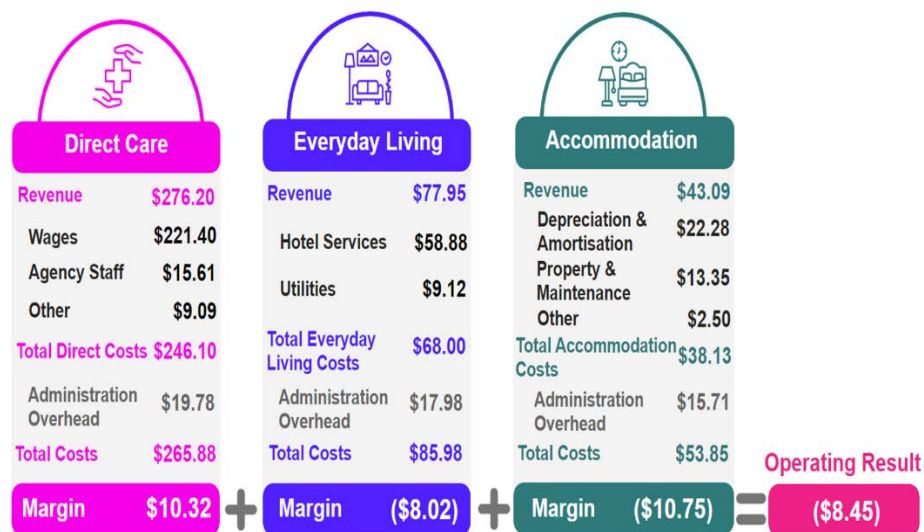 Direct Care
Revenue $276.20
Wages $221.40
Agency Staff $15.61
Other $9.09
Total Direct Costs $246.10
Administration
Overhead $19.78
Total Costs $265.88
Margin $10.32
+
Everyday Living
Revenue $77.95
Hotel Services $58.88
Utilities $9.12
Total Everyday
Living Costs $68.00
Administration
Overhead $17.98
Total Costs $85.98
Margin ($8.02)
+
Accommodation
Revenue $43.09
Depreciation &
Amortisation $22.28
Property &
Maintenance $13.35
Other $2.50
Total Accommodation
Costs $38.13
Administration
Overhead $15.71
Total Costs $53.85
Margin ($10.75)
=
Operating Result
($8.45)